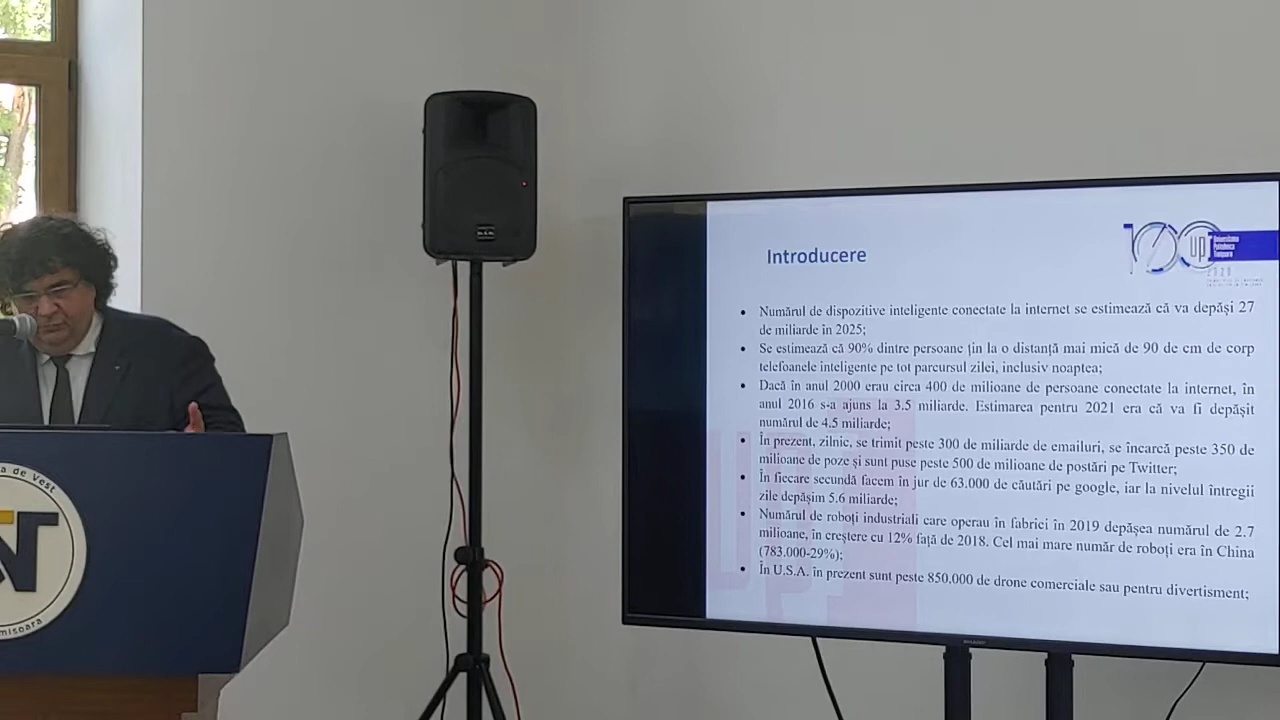 a de Vest
misoara
Introducere
100 upt
Universitatea
Politehnica
Timișoara
2020
• Numărul de dispozitive inteligente conectate la internet se estimează că va depăși 27
de miliarde în 2025;
• Se estimează că 90% dintre persoane țin la o distanță mai mică de 90 de cm de corp
telefoanele inteligente pe tot parcursul zilei, inclusiv noaptea;
• Dacă în anul 2000 erau circa 400 de milioane de persoane conectate la internet, în
anul 2016 s-a ajuns la 3.5 miliarde. Estimarea pentru 2021 era că va fi depășit
numărul de 4.5 miliarde;
• În prezent, zilnic, se trimit peste 300 de miliarde de emailuri, se încarcă peste 350 de
milioane de poze și sunt puse peste 500 de milioane de postări pe Twitter;
• În fiecare secundă facem în jur de 63.000 de căutări pe google, iar la nivelul întregii
zile depășim 5.6 miliarde;
• Numărul de roboți industriali care operau în fabrici în 2019 depășea numărul de 2.7
milioane, în creștere cu 12% față de 2018. Cel mai mare număr de roboți era în China
(783.000-29%);
• În U.S.A. în prezent sunt peste 850.000 de drone comerciale sau pentru divertisment;